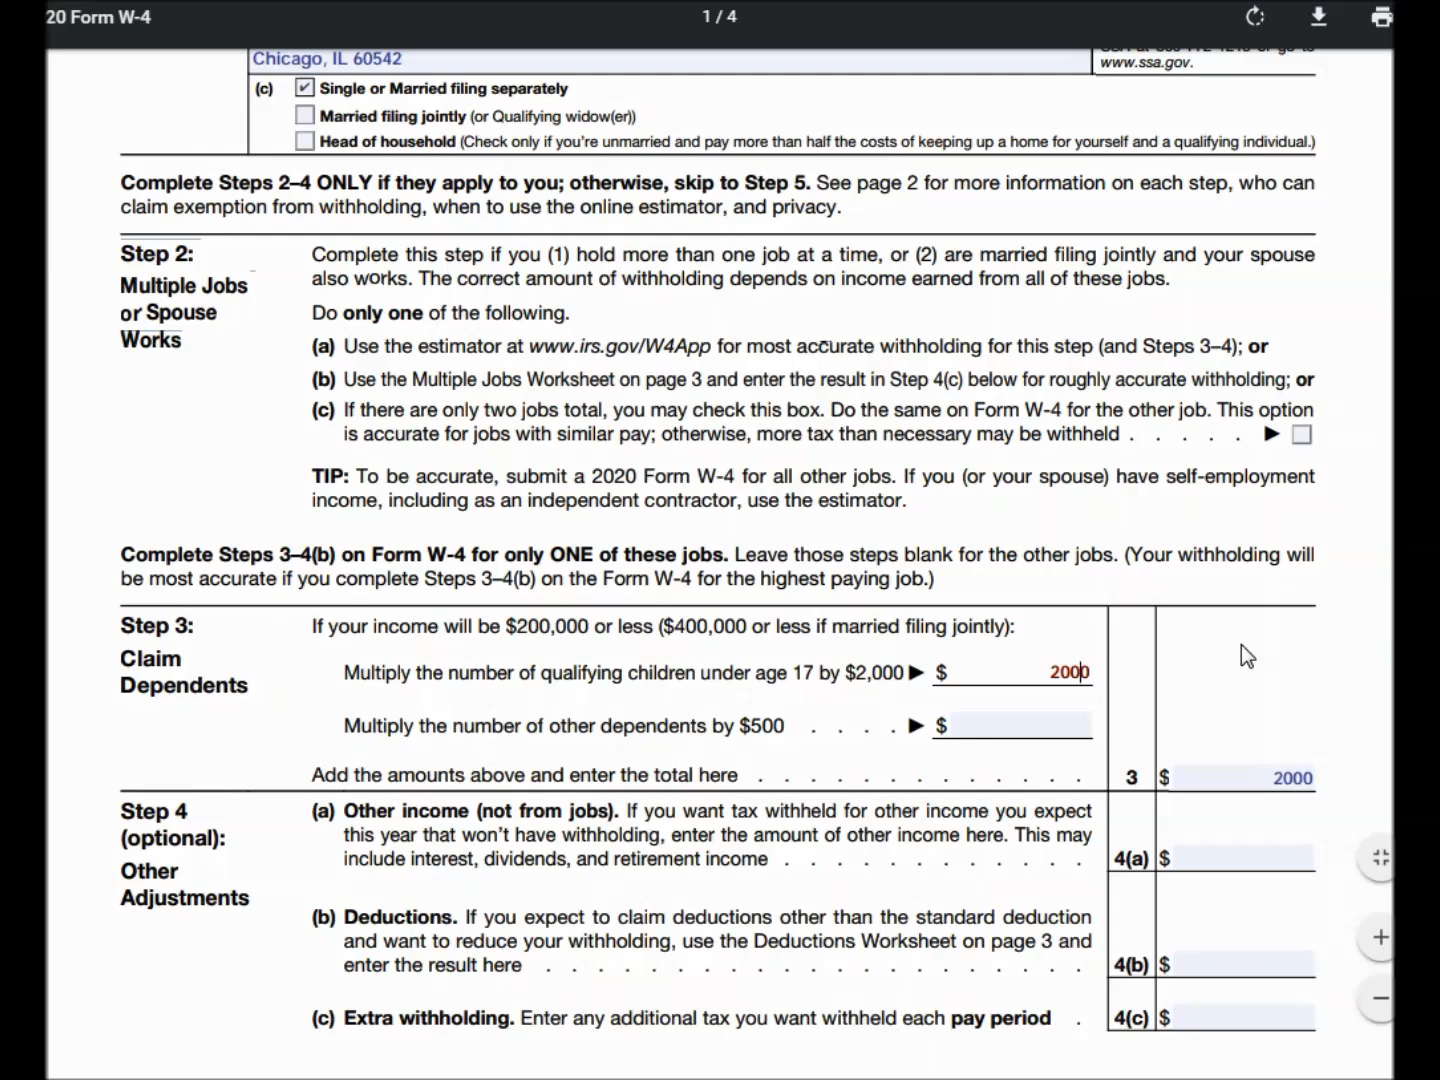 20 Form W-4
1 / 4
Chicago, IL 60542
www.ssa.gov.
(c) ✔ Single or Married filing separately
Married filing jointly (or Qualifying widow(er))
Head of household (Check only if you’re unmarried and pay more than half the costs of keeping up a home for yourself and a qualifying individual.)
Complete Steps 2–4 ONLY if they apply to you; otherwise, skip to Step 5. See page 2 for more information on each step, who can
claim exemption from withholding, when to use the online estimator, and privacy.
Step 2:
Multiple Jobs
or Spouse
Works
Complete this step if you (1) hold more than one job at a time, or (2) are married filing jointly and your spouse
also works. The correct amount of withholding depends on income earned from all of these jobs.
Do only one of the following.
(a) Use the estimator at www.irs.gov/W4App for most accurate withholding for this step (and Steps 3–4); or
(b) Use the Multiple Jobs Worksheet on page 3 and enter the result in Step 4(c) below for roughly accurate withholding; or
(c) If there are only two jobs total, you may check this box. Do the same on Form W-4 for the other job. This option
is accurate for jobs with similar pay; otherwise, more tax than necessary may be withheld . . . . . ▶
TIP: To be accurate, submit a 2020 Form W-4 for all other jobs. If you (or your spouse) have self-employment
income, including as an independent contractor, use the estimator.
Complete Steps 3–4(b) on Form W-4 for only ONE of these jobs. Leave those steps blank for the other jobs. (Your withholding will
be most accurate if you complete Steps 3–4(b) on the Form W-4 for the highest paying job.)
Step 3:
Claim
Dependents
If your income will be $200,000 or less ($400,000 or less if married filing jointly):
Multiply the number of qualifying children under age 17 by $2,000 ▶ $ 2000
Multiply the number of other dependents by $500 . . . . ▶ $
Add the amounts above and enter the total here . . . . . . . . . . . . . 3 $ 2000
Step 4
(optional):
Other
Adjustments
(a) Other income (not from jobs). If you want tax withheld for other income you expect
this year that won’t have withholding, enter the amount of other income here. This may
include interest, dividends, and retirement income . . . . . . . . . . . . 4(a) $
(b) Deductions. If you expect to claim deductions other than the standard deduction
and want to reduce your withholding, use the Deductions Worksheet on page 3 and
enter the result here . . . . . . . . . . . . . . . . . . . . . 4(b) $
(c) Extra withholding. Enter any additional tax you want withheld each pay period . 4(c) $